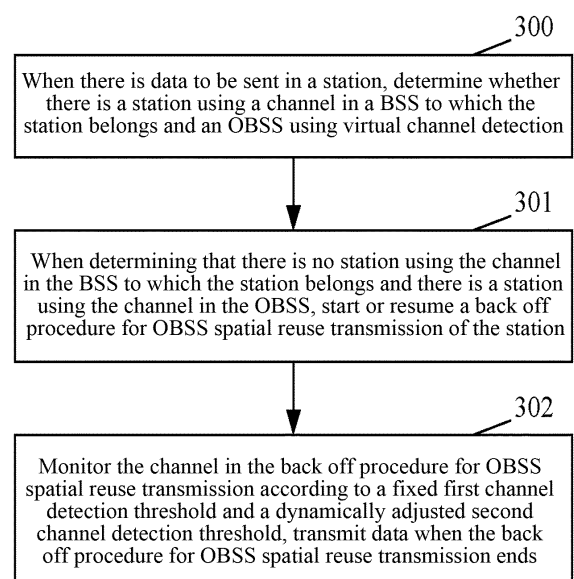 300
When there is data to be sent in a station, determine whether
there is a station using a channel in a BSS to which the
station belongs and an OBSS using virtual channel detection
301
When determining that there is no station using the channel
in the BSS to which the station belongs and there is a station
using the channel in the OBSS, start or resume a back off
procedure for OBSS spatial reuse transmission of the station
302
Monitor the channel in the back off procedure for OBSS
spatial reuse transmission according to a fixed first channel
detection threshold and a dynamically adjusted second
channel detection threshold, transmit data when the back
off procedure for OBSS spatial reuse transmission ends